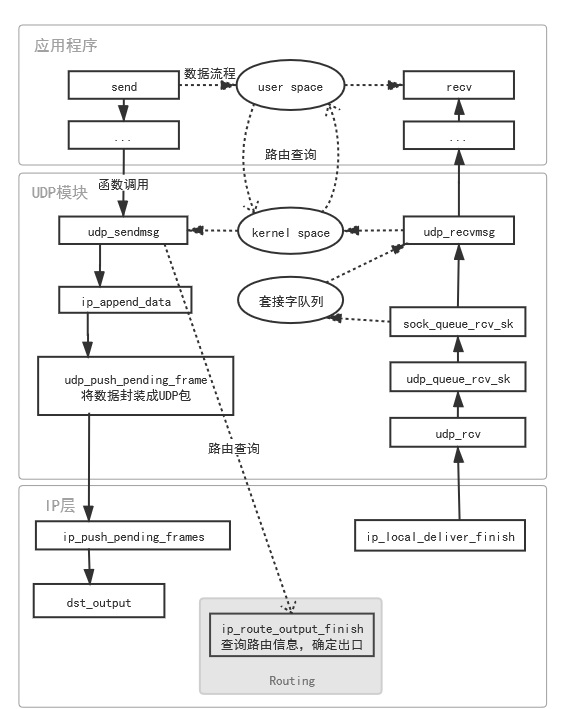 应用程序
数据流程
send
user space
recv
...
...
路由查询
函数调用
UDP模块
udp_sendmsg
kernel space
udp_recvmsg
ip_append_data
套接字队列
sock_queue_rcv_sk
udp_push_pending_frame
将数据封装成UDP包
udp_queue_rcv_sk
udp_rcv
路由查询
IP层
ip_push_pending_frames
ip_local_deliver_finish
dst_output
ip_route_output_finish
查询路由信息，确定出口
Routing